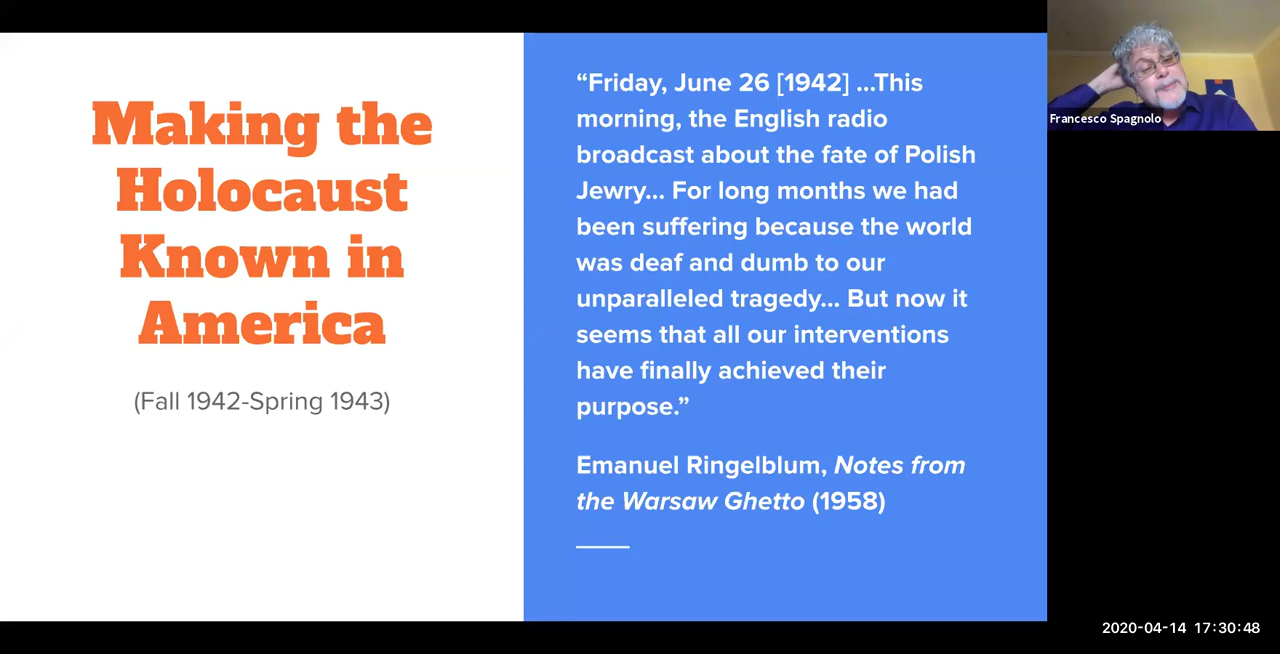 Making the
Holocaust
Known in
America
(Fall 1942-Spring 1943)
“Friday, June 26 [1942] ...This
morning, the English radio
broadcast about the fate of Polish
Jewry... For long months we had
been suffering because the world
was deaf and dumb to our
unparalleled tragedy... But now it
seems that all our interventions
have finally achieved their
purpose.”
Emanuel Ringelblum, Notes from
the Warsaw Ghetto (1958)
Francesco Spagnolo
2020-04-14 17:30:48